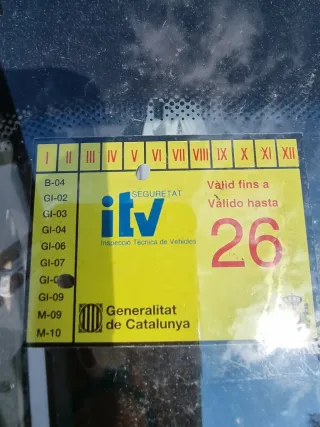 I II III IV V VI VII VIII IX X XI XII
B-04
GI-02
GI-03
GI-04
GI-06
GI-07
GI-09
M-09
M-10
SEGURETAT
itv
Inspecció Tècnica de Vehicles
Vàlid fins a
Válido hasta
26
Generalitat
de Catalunya